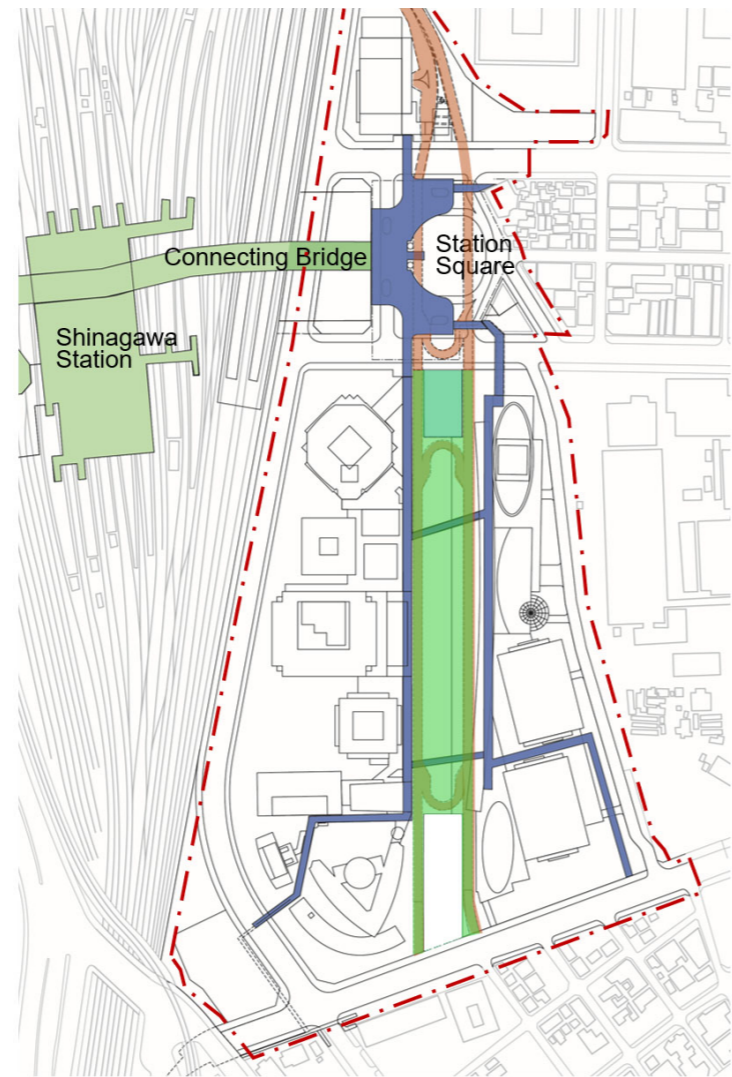 Connecting Bridge
Station
Square
Shinagawa
Station